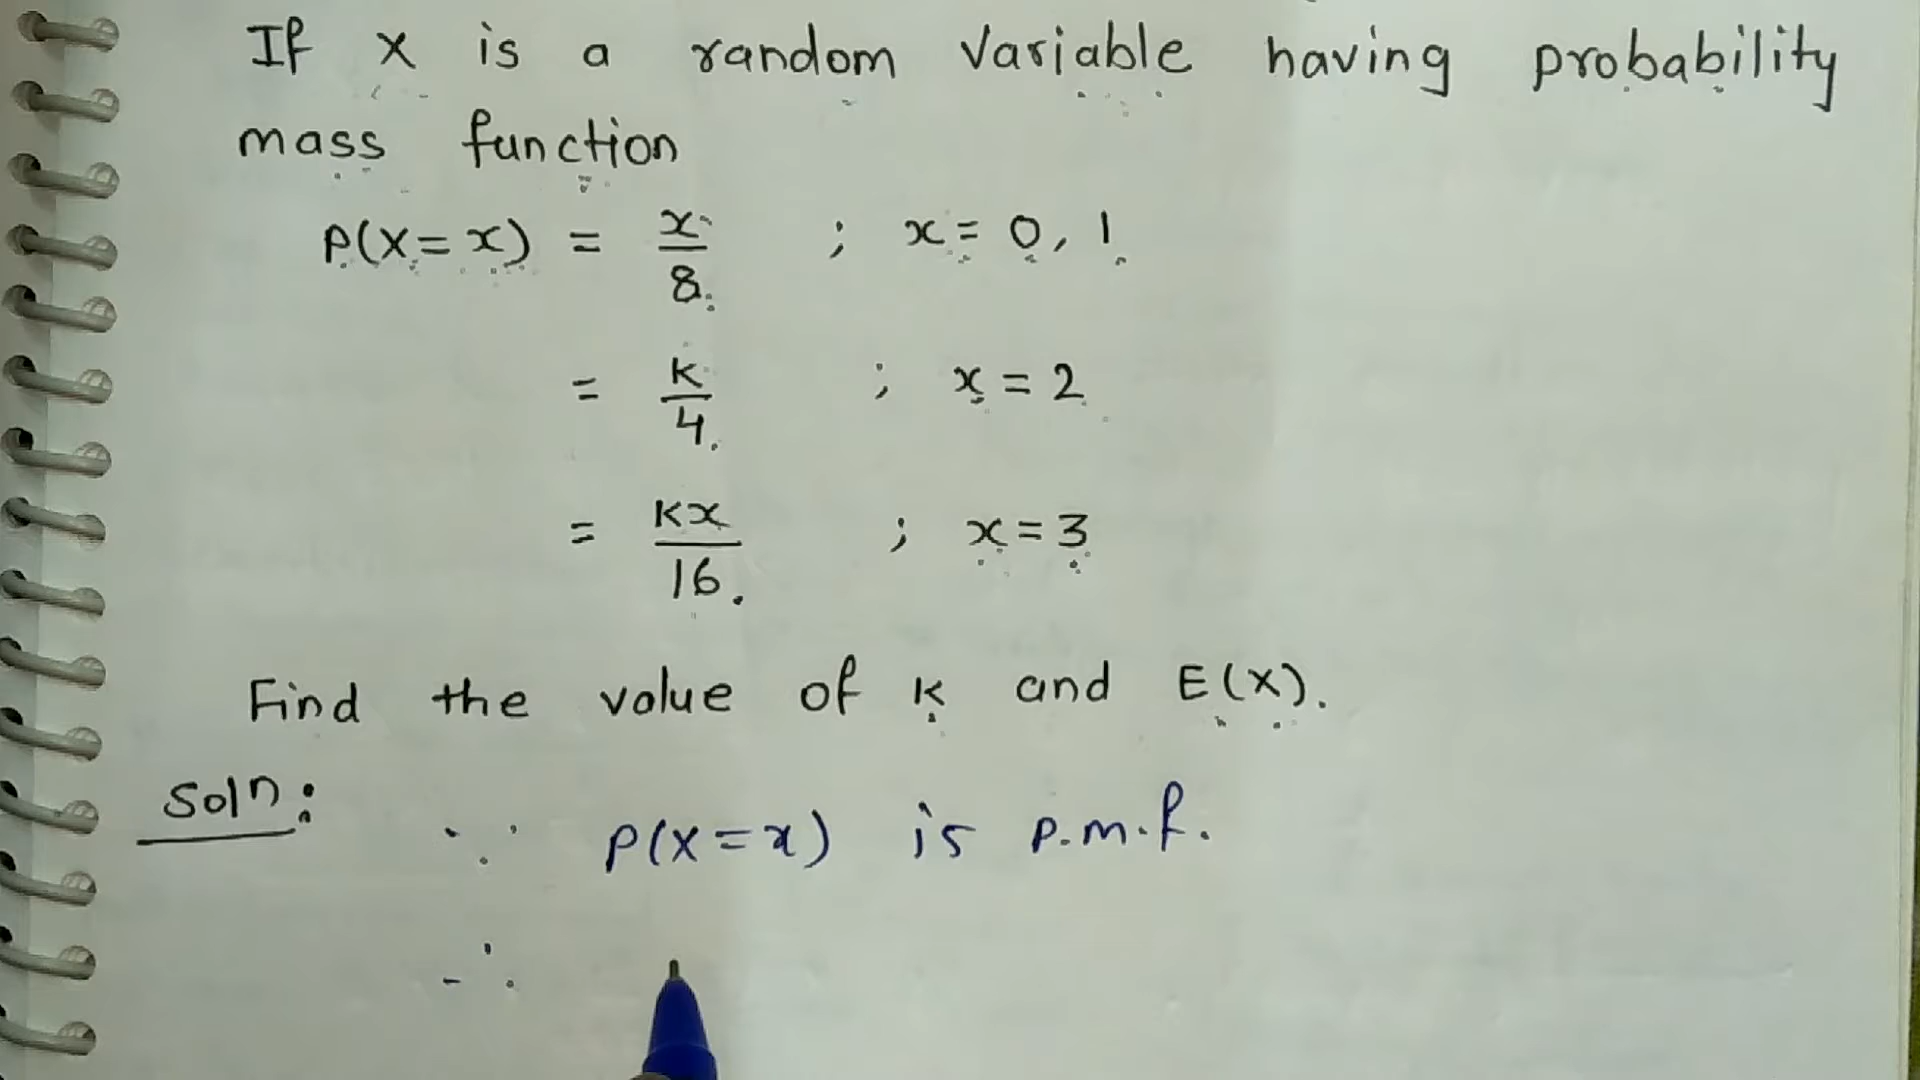 If X is a random variable having probability
mass function
P(X=x) = x/8 ; x = 0, 1
= k/4 ; x = 2
= kx/16 ; x = 3
Find the value of k and E(X).
Soln:
∵ P(X=x) is p.m.f.
∴